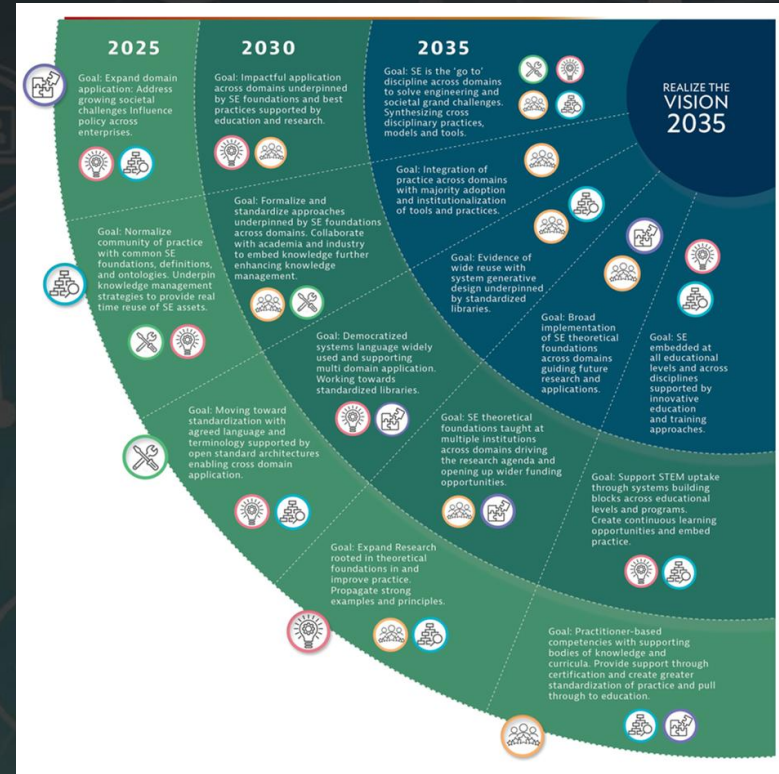 2025
2030
2035
REALIZE THE
VISION
2035
Goal: Expand domain
application: Address
growing societal
challenges Influence
policy across
enterprises.
Goal: Impactful application
across domains underpinned
by SE foundations and best
practices supported by
education and research.
Goal: SE is the 'go to'
discipline across domains
to solve engineering and
societal grand challenges.
Synthesizing cross
disciplinary practices,
models and tools.
Goal: Normalize
community of practice
with common SE
foundations, definitions,
and ontologies. Underpin
knowledge management
strategies to provide real
time reuse of SE assets.
Goal: Formalize and
standardize approaches
underpinned by SE foundations
across domains. Collaborate
with academia and industry
to embed knowledge further
enhancing knowledge
management.
Goal: Integration of
practice across domains
with majority adoption
and institutionalization
of tools and practices.
Goal: Moving toward
standardization with
agreed language and
terminology supported by
open standard architectures
enabling cross domain
application.
Goal: Democratized
systems language widely
used and supporting
multi domain application.
Working towards
standardized libraries.
Goal: Evidence of
wide reuse with
system generative
design underpinned
by standardized
libraries.
Goal: Expand Research
rooted in theoretical
foundations in and
improve practice.
Propagate strong
examples and principles.
Goal: SE theoretical
foundations taught at
multiple institutions
across domains driving
the research agenda and
opening up wider funding
opportunities.
Goal: Broad
implementation
of SE theoretical
foundations
across domains
guiding future
research and
applications.
Goal: Practitioner-based
competencies with supporting
bodies of knowledge and
curricula. Provide support through
certification and create greater
standardization of practice and pull
through to education.
Goal: Support STEM uptake
through systems building
blocks across educational
levels and programs.
Create continuous learning
opportunities and embed
practice.
Goal: SE
embedded at
all educational
levels and across
disciplines
supported by
innovative
education
and training
approaches.